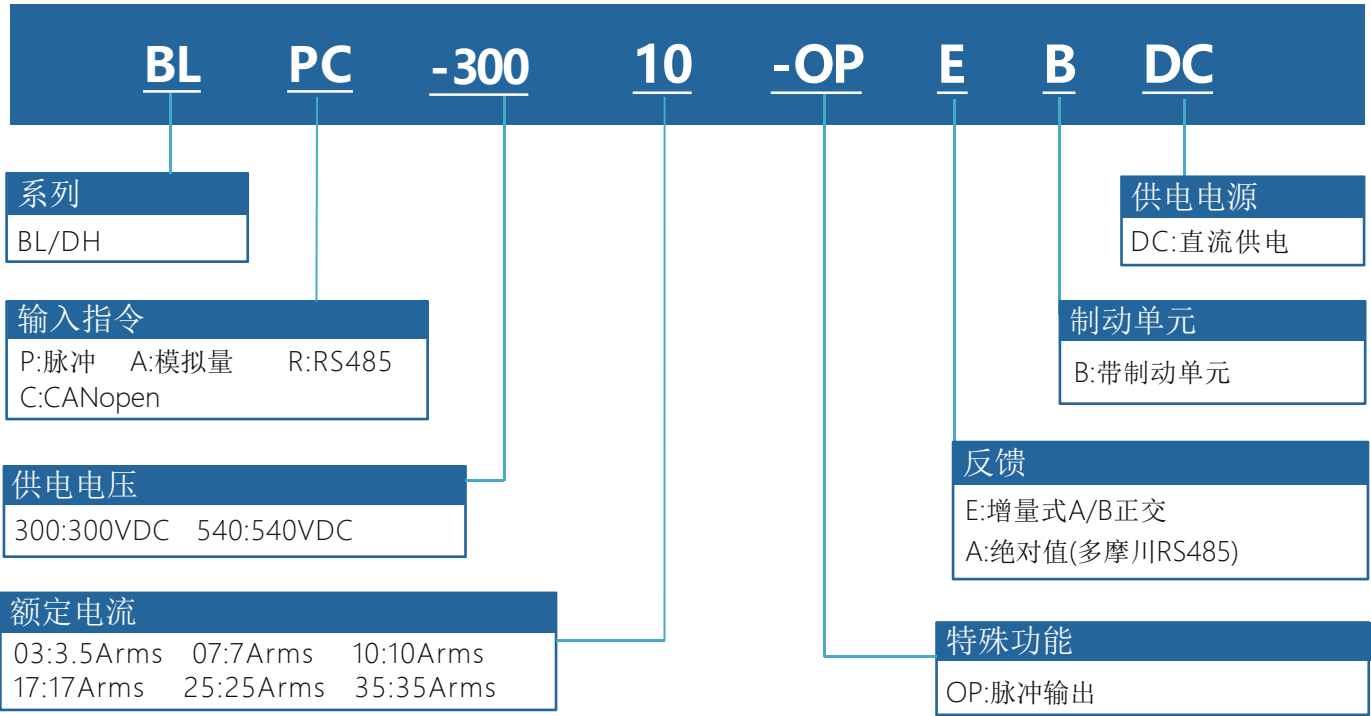 BL PC -300 10 -OP E B DC
系列
BL/DH
供电电源
DC:直流供电
输入指令
P:脉冲 A:模拟量 R:RS485
C:CANopen
制动单元
B:带制动单元
供电电压
300:300VDC 540:540VDC
反馈
E:增量式A/B正交
A:绝对值(多摩川RS485)
额定电流
03:3.5Arms 07:7Arms 10:10Arms
17:17Arms 25:25Arms 35:35Arms
特殊功能
OP:脉冲输出